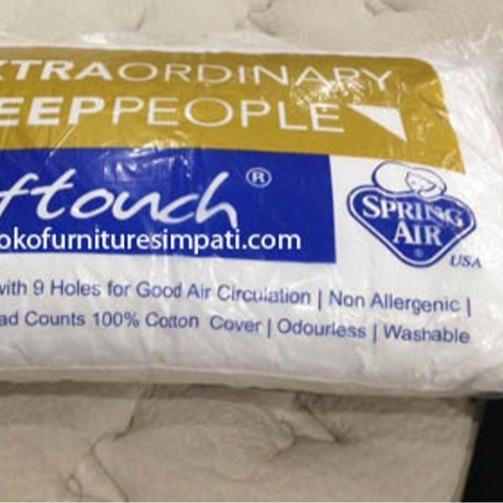 XTRAORDINARY
EEPPEOPLE
ftouch®
okofurnituresimpati.com
SPRING
AIR®
USA
with 9 Holes for Good Air Circulation | Non Allergenic |
ad Counts 100% Cotton Cover | Odourless | Washable